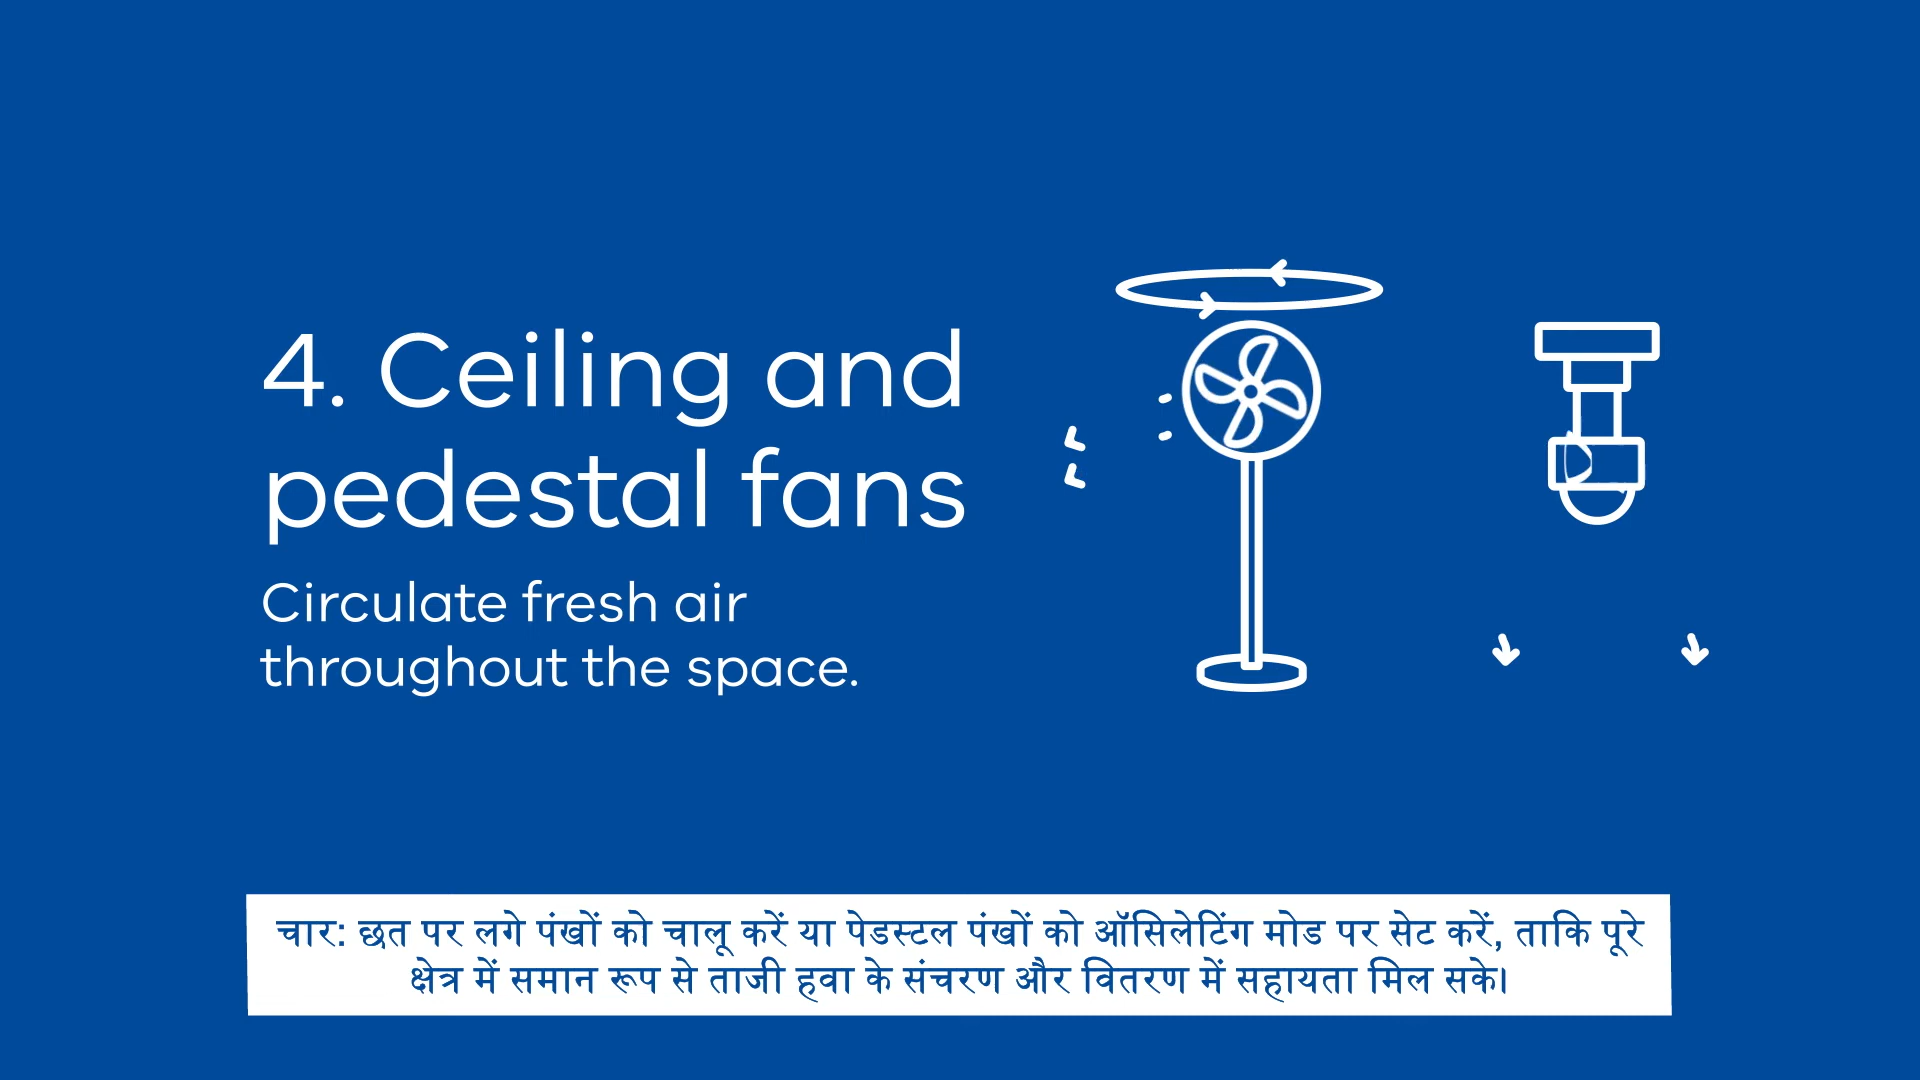 4. Ceiling and
pedestal fans
Circulate fresh air
throughout the space.
चार: छत पर लगे पंखों को चालू करें या पेडस्टल पंखों को ऑसिलेटिंग मोड पर सेट करें, ताकि पूरे
क्षेत्र में समान रूप से ताजी हवा के संचरण और वितरण में सहायता मिल सके।